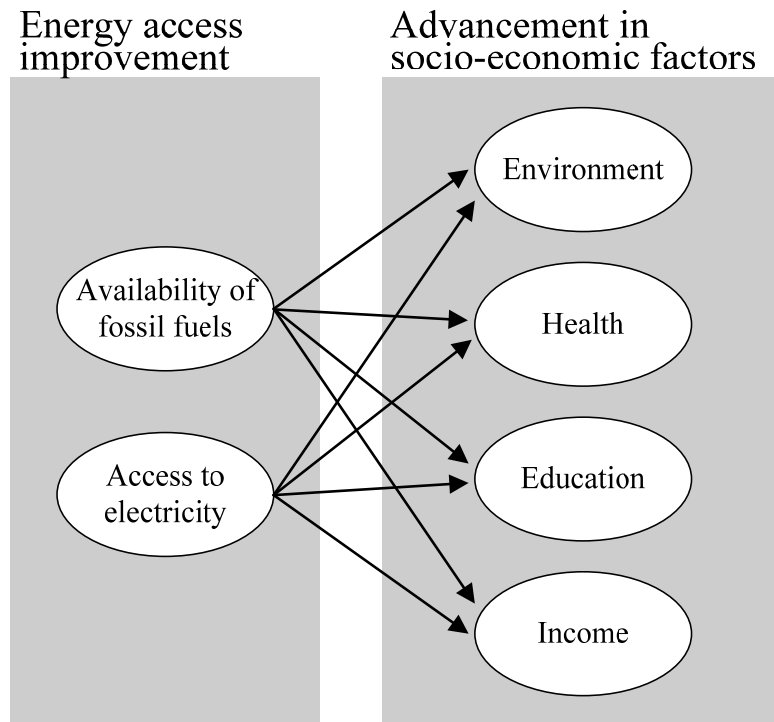 Energy access
improvement
Advancement in
socio-economic factors
Availability of
fossil fuels
Access to
electricity
Environment
Health
Education
Income